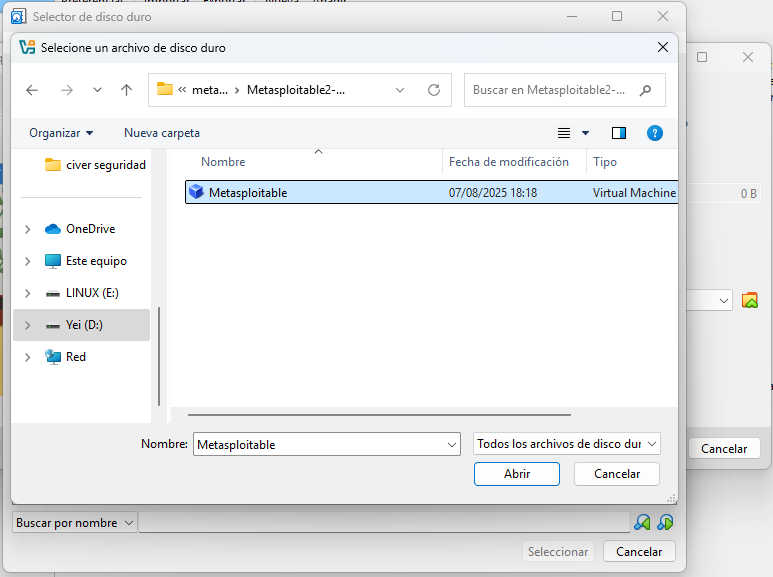 Selector de disco duro
Selecione un archivo de disco duro
« meta... › Metasploitable2-...
Buscar en Metasploitable2-...
Organizar
Nueva carpeta
civer seguridad
Nombre
Fecha de modificación
Tipo
Metasploitable
07/08/2025 18:18
Virtual Machine
0 B
OneDrive
Este equipo
LINUX (E:)
Yei (D:)
Red
Nombre:
Metasploitable
Todos los archivos de disco dur
Abrir
Cancelar
Cancelar
Buscar por nombre
Seleccionar
Cancelar